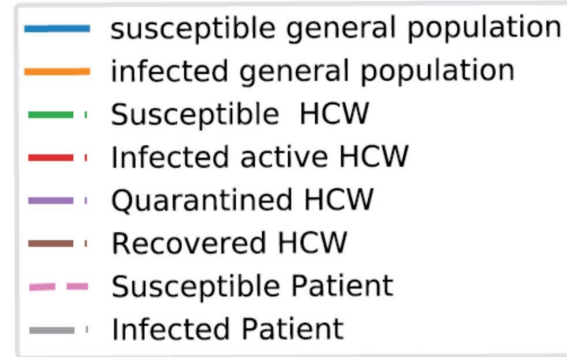 susceptible general population
infected general population
Susceptible  HCW
Infected active HCW
Quarantined HCW
Recovered HCW
Susceptible Patient
Infected Patient